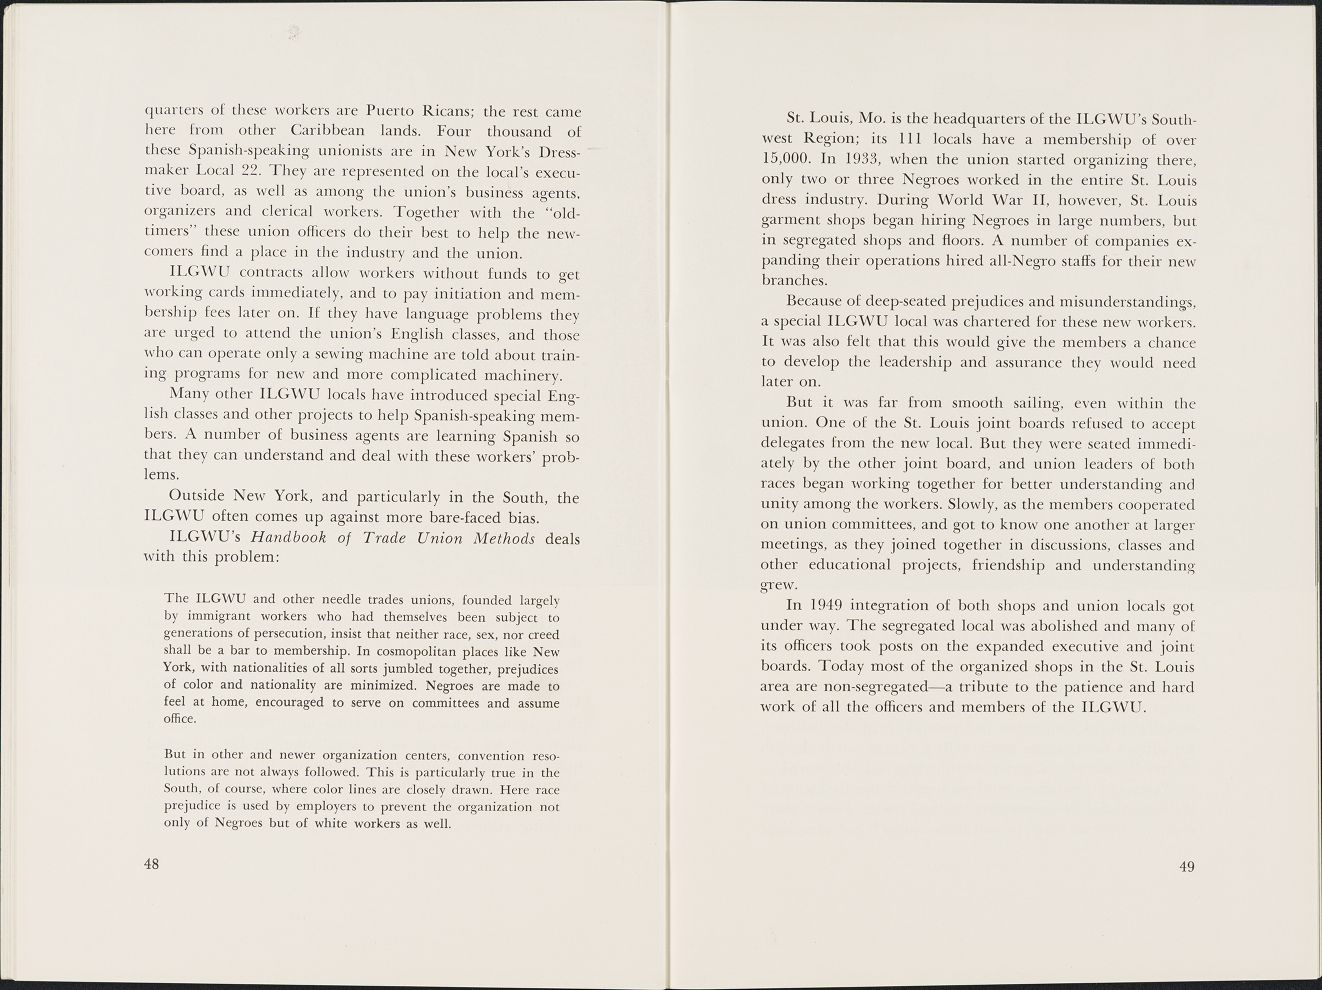 quarters of these workers are Puerto Ricans; the rest came
here from other Caribbean lands. Four thousand of
these Spanish-speaking unionists are in New York's Dress-
maker Local 22. They are represented on the local's execu-
tive board, as well as among the union's business agents,
organizers and clerical workers. Together with the "old-
timers" these union officers do their best to help the new-
comers find a place in the industry and the union.
ILGWU contracts allow workers without funds to get
working cards immediately, and to pay initiation and mem-
bership fees later on. If they have language problems they
are urged to attend the union's English classes, and those
who can operate only a sewing machine are told about train-
ing programs for new and more complicated machinery.
Many other ILGWU locals have introduced special Eng-
lish classes and other projects to help Spanish-speaking mem-
bers. A number of business agents are learning Spanish so
that they can understand and deal with these workers' prob-
lems.
Outside New York, and particularly in the South, the
ILGWU often comes up against more bare-faced bias.
ILGWU's Handbook of Trade Union Methods deals
with this problem:
The ILGWU and other needle trades unions, founded largely
by immigrant workers who had themselves been subject to
generations of persecution, insist that neither race, sex, nor creed
shall be a bar to membership. In cosmopolitan places like New
York, with nationalities of all sorts jumbled together, prejudices
of color and nationality are minimized. Negroes are made to
feel at home, encouraged to serve on committees and assume
office.
But in other and newer organization centers, convention reso-
lutions are not always followed. This is particularly true in the
South, of course, where color lines are closely drawn. Here race
prejudice is used by employers to prevent the organization not
only of Negroes but of white workers as well.
48
St. Louis, Mo. is the headquarters of the ILGWU's South-
west Region; its 111 locals have a membership of over
15,000. In 1933, when the union started organizing there,
only two or three Negroes worked in the entire St. Louis
dress industry. During World War II, however, St. Louis
garment shops began hiring Negroes in large numbers, but
in segregated shops and floors. A number of companies ex-
panding their operations hired all-Negro staffs for their new
branches.
Because of deep-seated prejudices and misunderstandings,
a special ILGWU local was chartered for these new workers.
It was also felt that this would give the members a chance
to develop the leadership and assurance they would need
later on.
But it was far from smooth sailing, even within the
union. One of the St. Louis joint boards refused to accept
delegates from the new local. But they were seated immedi-
ately by the other joint board, and union leaders of both
races began working together for better understanding and
unity among the workers. Slowly, as the members cooperated
on union committees, and got to know one another at larger
meetings, as they joined together in discussions, classes and
other educational projects, friendship and understanding
grew.
In 1949 integration of both shops and union locals got
under way. The segregated local was abolished and many of
its officers took posts on the expanded executive and joint
boards. Today most of the organized shops in the St. Louis
area are non-segregated—a tribute to the patience and hard
work of all the officers and members of the ILGWU.
49